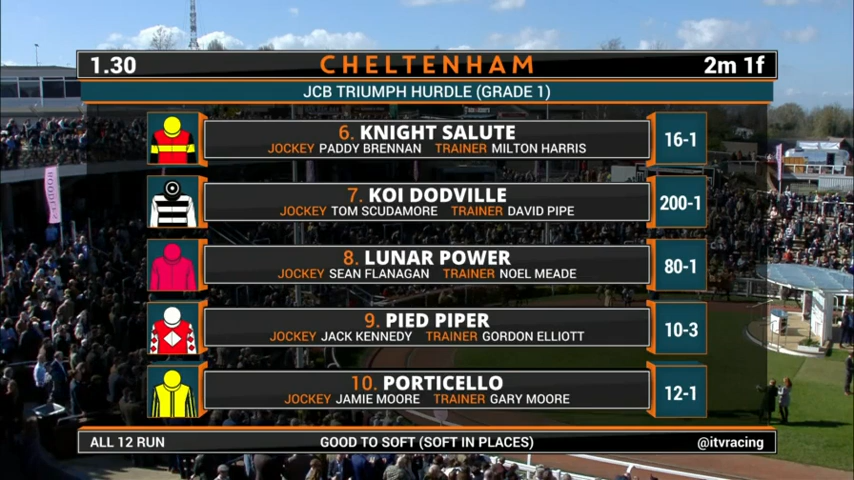 1.30 CHELTENHAM 2m 1f
JCB TRIUMPH HURDLE (GRADE 1)
6. KNIGHT SALUTE
JOCKEY PADDY BRENNAN TRAINER MILTON HARRIS
16-1
7. KOI DODVILLE
JOCKEY TOM SCUDAMORE TRAINER DAVID PIPE
200-1
8. LUNAR POWER
JOCKEY SEAN FLANAGAN TRAINER NOEL MEADE
80-1
9. PIED PIPER
JOCKEY JACK KENNEDY TRAINER GORDON ELLIOTT
10-3
10. PORTICELLO
JOCKEY JAMIE MOORE TRAINER GARY MOORE
12-1
ALL 12 RUN GOOD TO SOFT (SOFT IN PLACES) @itvracing